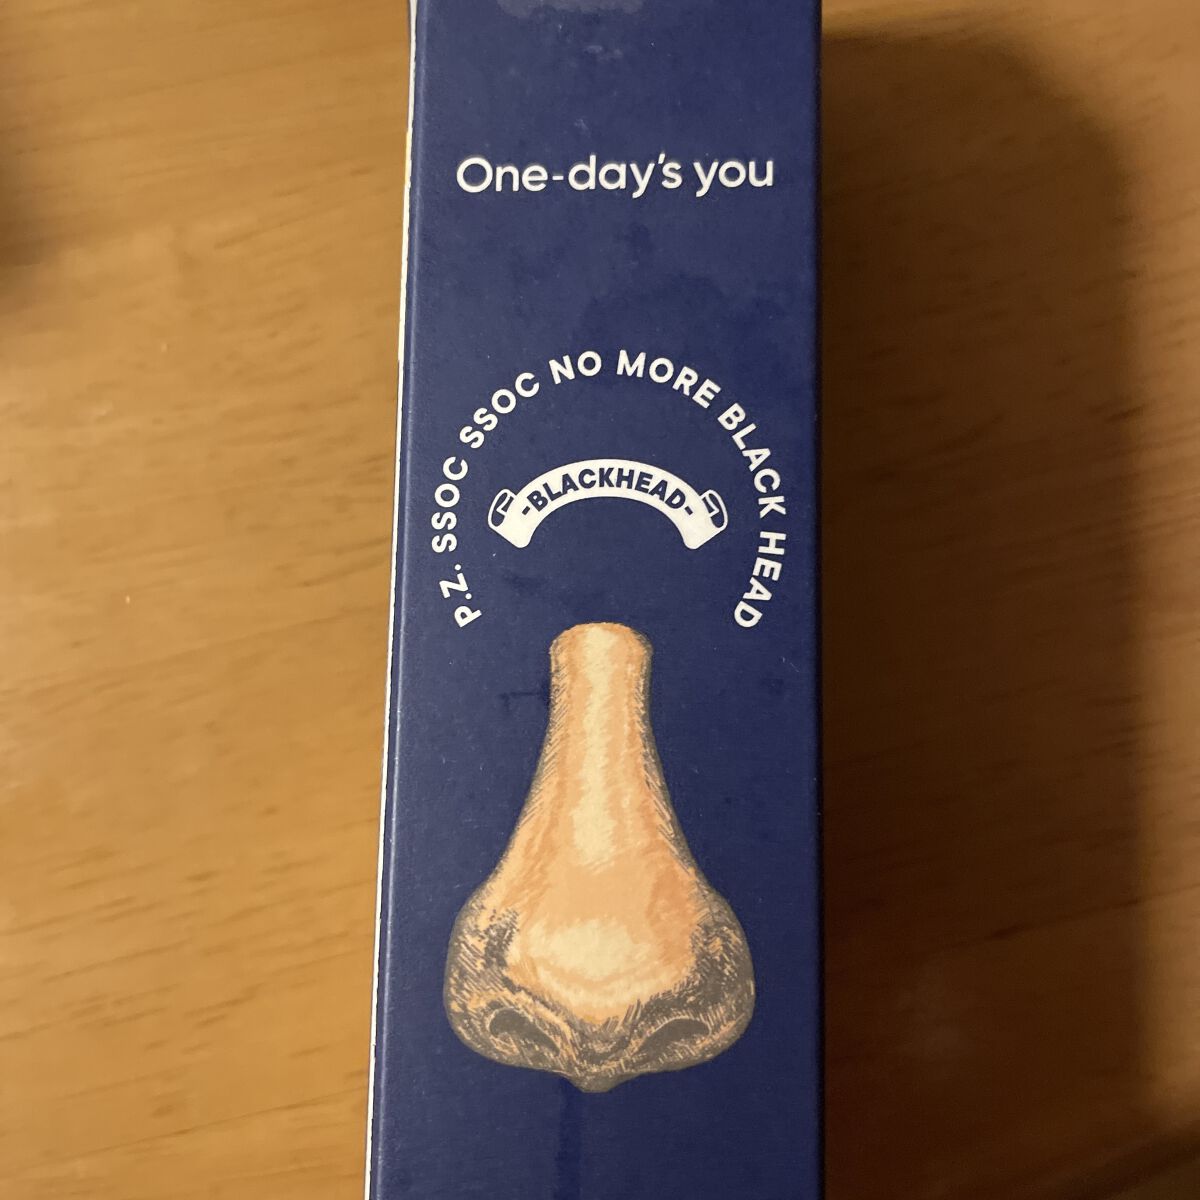 One-day's you
P.Z. SSOC SSOC NO MORE BLACK HEAD
-BLACKHEAD-